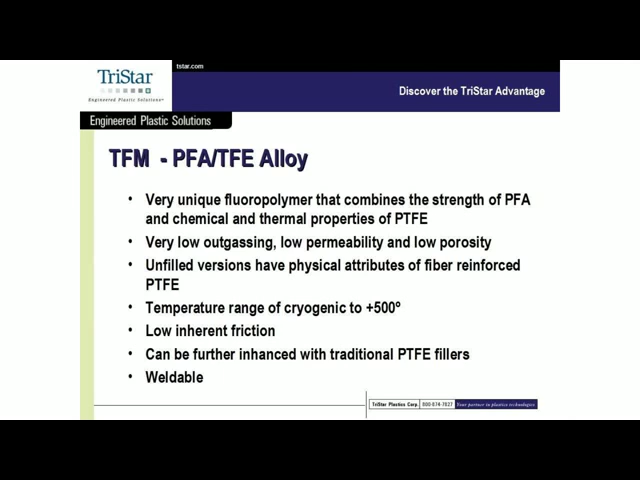 tstar.com
TriStar
Engineered Plastic Solutions
Discover the TriStar Advantage
Engineered Plastic Solutions
TFM - PFA/TFE Alloy
• Very unique fluoropolymer that combines the strength of PFA
and chemical and thermal properties of PTFE
• Very low outgassing, low permeability and low porosity
• Unfilled versions have physical attributes of fiber reinforced
PTFE
• Temperature range of cryogenic to +500º
• Low inherent friction
• Can be further inhanced with traditional PTFE fillers
• Weldable
TriStar Plastics Corp. 800-874-7827 Your partner in plastics technologies